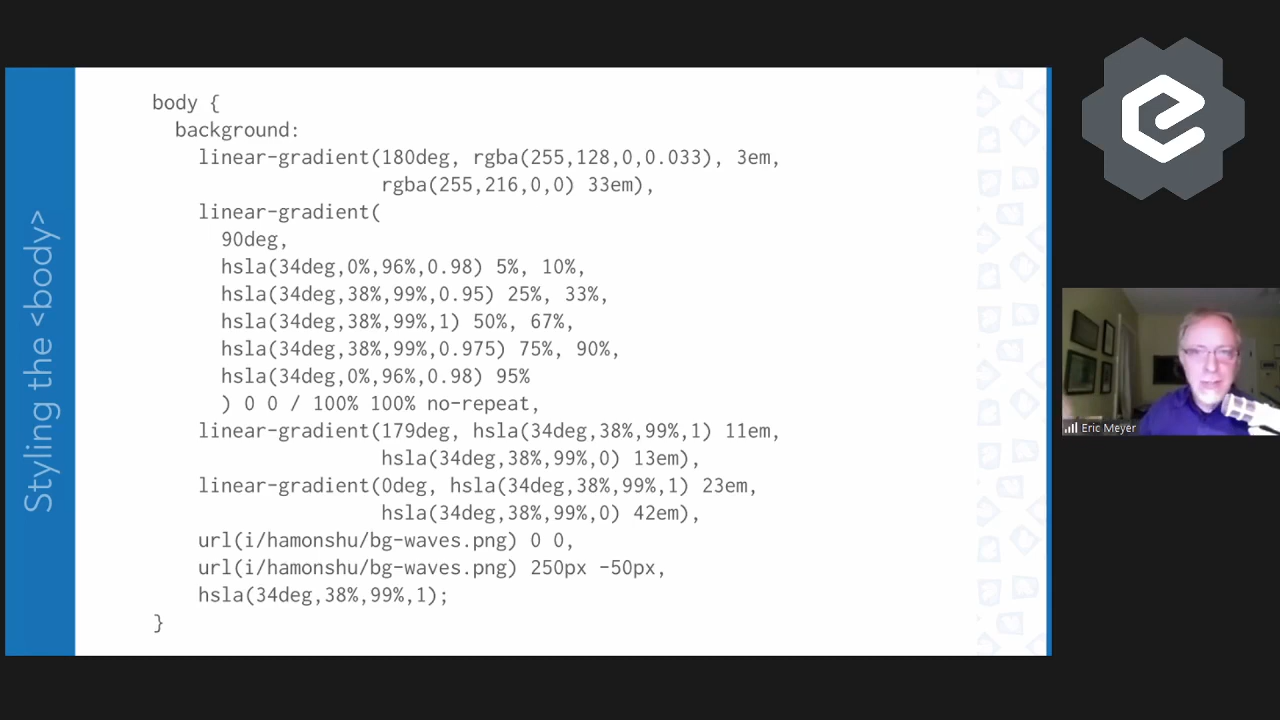 Styling the <body>
body {
background:
linear-gradient(180deg, rgba(255,128,0,0.033), 3em,
rgba(255,216,0,0) 33em),
linear-gradient(
90deg,
hsla(34deg,0%,96%,0.98) 5%, 10%,
hsla(34deg,38%,99%,0.95) 25%, 33%,
hsla(34deg,38%,99%,1) 50%, 67%,
hsla(34deg,38%,99%,0.975) 75%, 90%,
hsla(34deg,0%,96%,0.98) 95%
) 0 0 / 100% 100% no-repeat,
linear-gradient(179deg, hsla(34deg,38%,99%,1) 11em,
hsla(34deg,38%,99%,0) 13em),
linear-gradient(0deg, hsla(34deg,38%,99%,1) 23em,
hsla(34deg,38%,99%,0) 42em),
url(i/hamonshu/bg-waves.png) 0 0,
url(i/hamonshu/bg-waves.png) 250px -50px,
hsla(34deg,38%,99%,1);
}
Eric Meyer